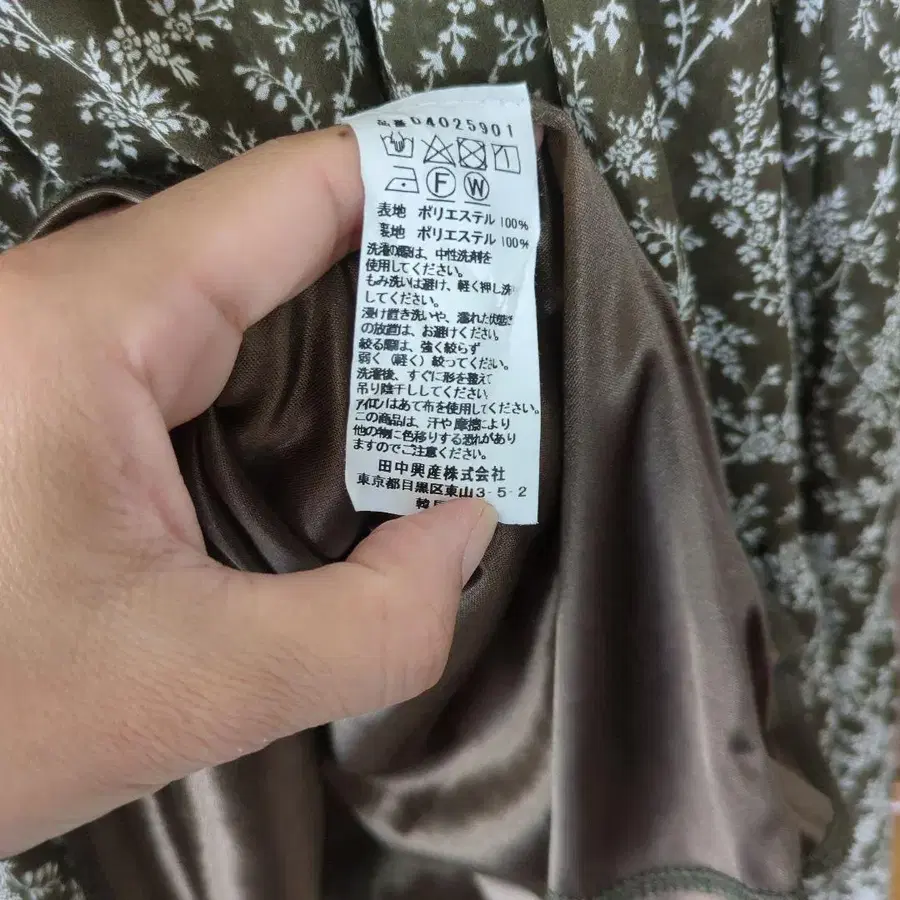 品番 04025901
F W
表地 ポリエステル 100%
裏地 ポリエステル 100%
洗濯の際は、中性洗剤を
使用してください。
もみ洗いは避け、軽く押し洗
してください。
浸け置き洗いや、濡れた状態で
の放置は、お避けください。
絞る際は、強く絞らず
弱く（軽く）絞ってください。
洗濯後、すぐに形を整えて
吊り陰干ししてください。
アイロンはあて布を使用してください。
この商品は、汗や摩擦により
他の物に色移りする恐れがあり
ますのでご注意ください。
田中興産株式会社
東京都目黒区東山3-5-2